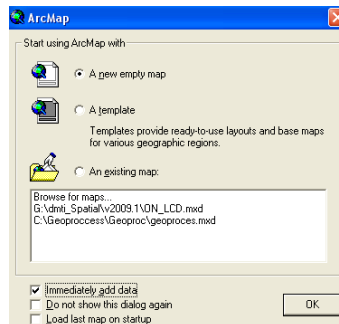 ArcMap
Start using ArcMap with
A new empty map
A template
Templates provide ready-to-use layouts and base maps
for various geographic regions.
An existing map:
Browse for maps...
G:\dmti_Spatial\v2009.1\ON_LCD.mxd
C:\Geoproccess\Geoproc\geoproces.mxd
Immediately add data
Do not show this dialog again
OK
Load last map on startup